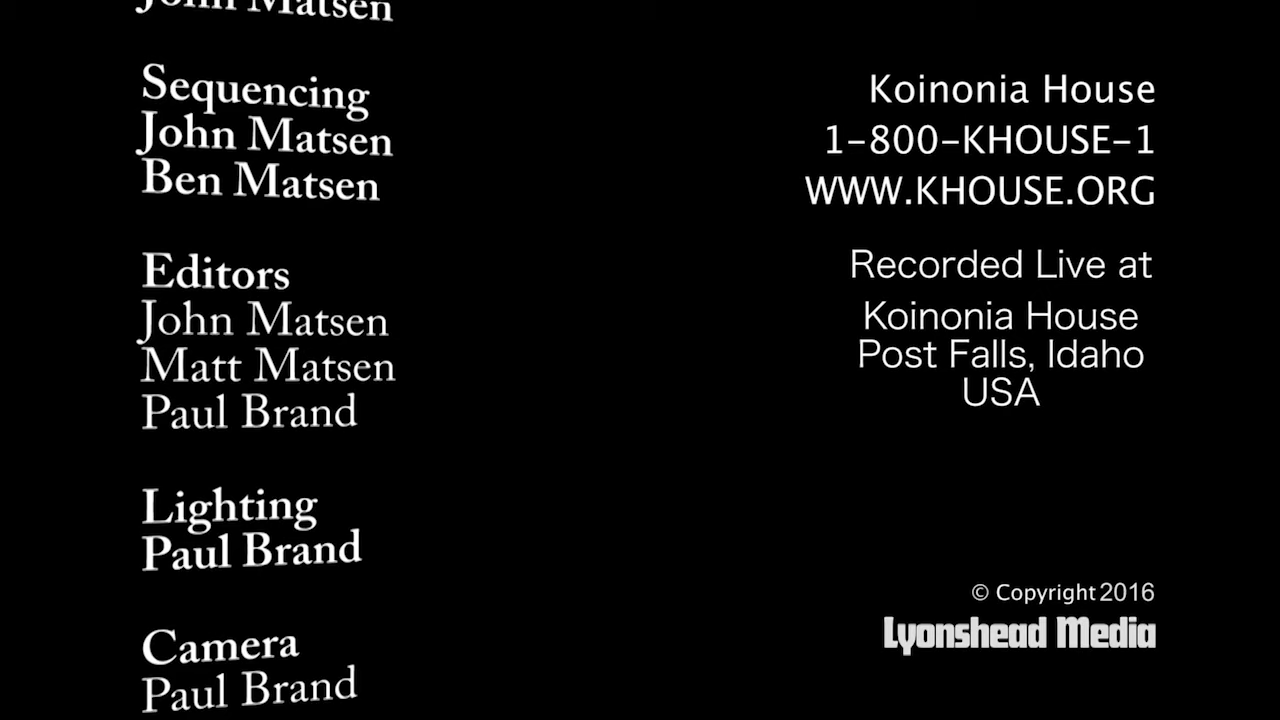 John Matsen
Sequencing
John Matsen
Ben Matsen
Editors
John Matsen
Matt Matsen
Paul Brand
Lighting
Paul Brand
Camera
Paul Brand
Koinonia House
1-800-KHOUSE-1
WWW.KHOUSE.ORG
Recorded Live at
Koinonia House
Post Falls, Idaho
USA
© Copyright 2016
Lyonshead Media